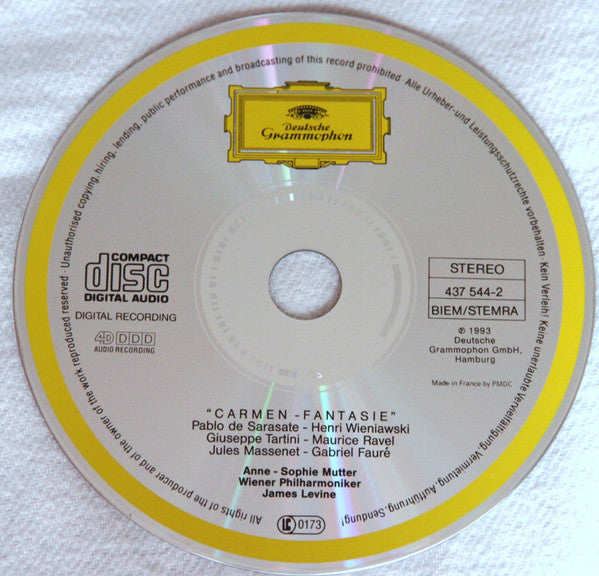 Deutsche
Grammophon
COMPACT
disc
DIGITAL AUDIO
DIGITAL RECORDING
4D DDD
AUDIO RECORDING
STEREO
437 544-2
BIEM/STEMRA
℗ 1993
Deutsche
Grammophon GmbH,
Hamburg
Made in France by PMDC
"CARMEN - FANTASIE"
Pablo de Sarasate - Henri Wieniawski
Giuseppe Tartini - Maurice Ravel
Jules Massenet - Gabriel Fauré
Anne - Sophie Mutter
Wiener Philharmoniker
James Levine
LC 0173
All rights of the producer and of the owner of the work reproduced reserved · Unauthorised copying, hiring, lending, public performance and broadcasting of this record prohibited · Alle Urheber- und Leistungsschutzrechte vorbehalten · Kein Verleih! Keine unerlaubte Vervielfältigung, Vermietung, Aufführung, Sendung!